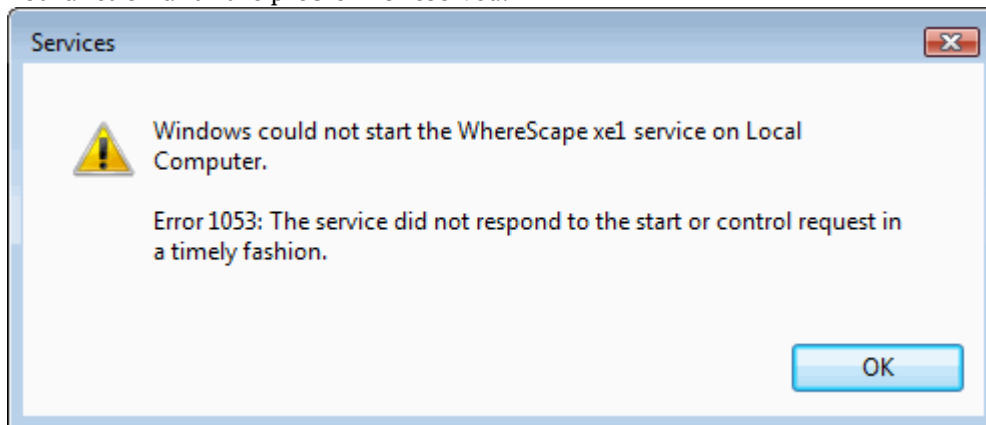 Services
Windows could not start the WhereScape xe1 service on Local
Computer.
Error 1053: The service did not respond to the start or control request in
a timely fashion.
OK